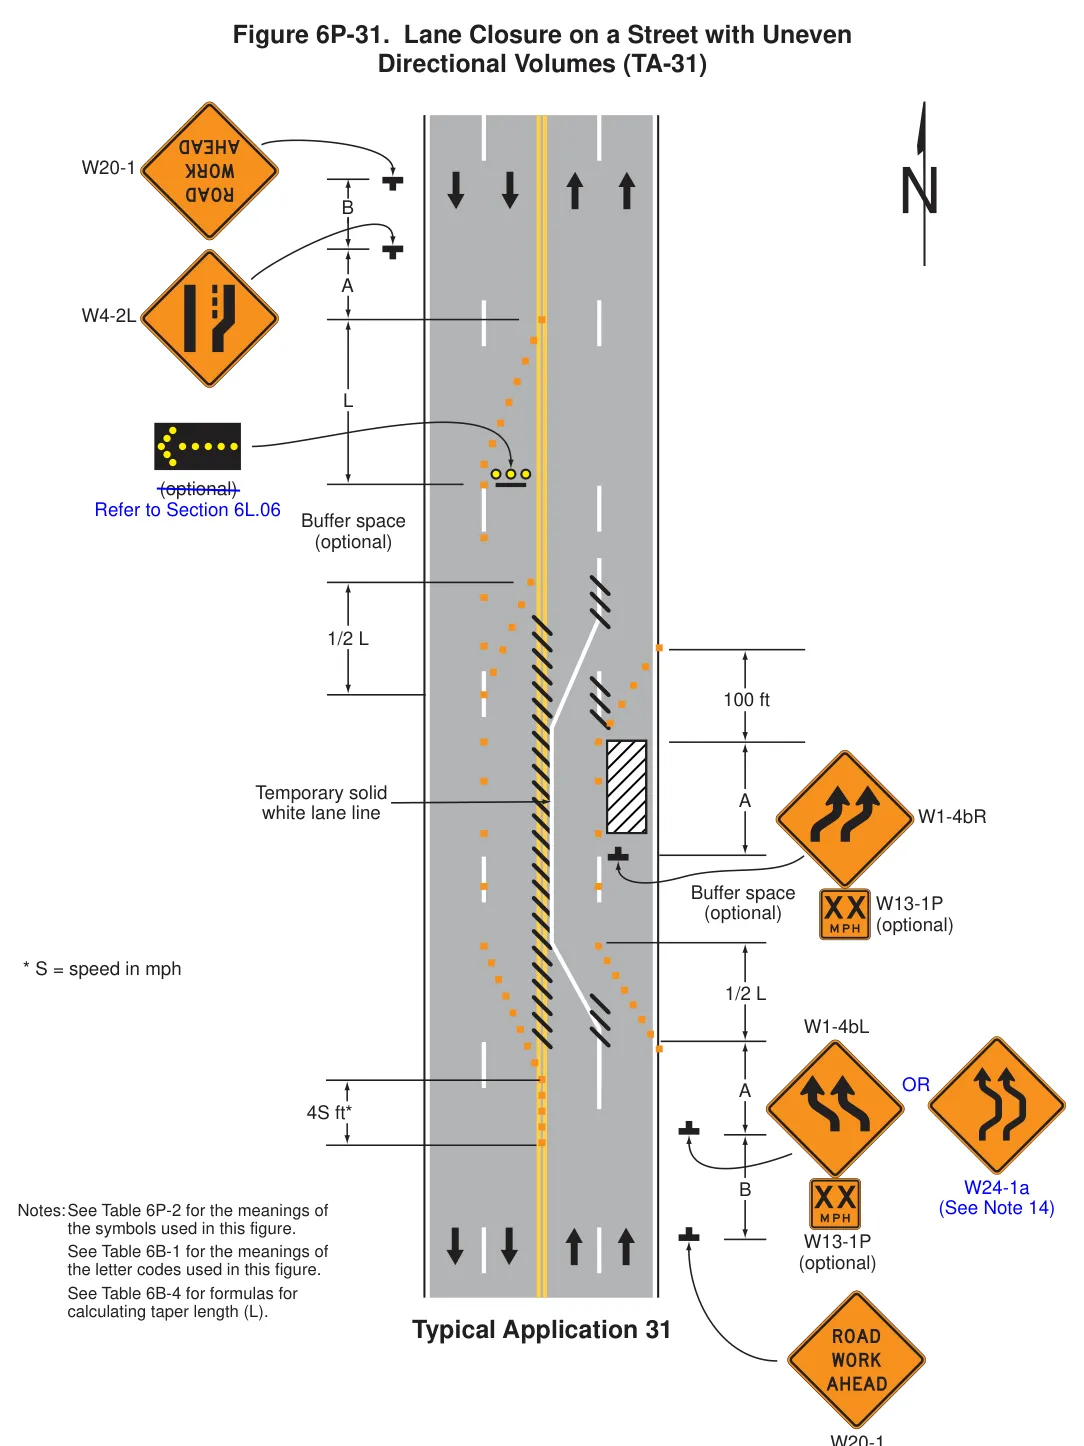 Figure 6P-31.  Lane Closure on a Street with Uneven
Directional Volumes (TA-31)
ROAD
WORK
AHEAD
W20-1
B
N
W4-2L
A
L
(optional)
Refer to Section 6L.06
Buffer space
(optional)
1/2 L
100 ft
Temporary solid
white lane line
A
W1-4bR
Buffer space
(optional)
XX
MPH
W13-1P
(optional)
* S = speed in mph
1/2 L
W1-4bL
OR
A
4S ft*
W24-1a
(See Note 14)
B
XX
MPH
W13-1P
(optional)
Notes: See Table 6P-2 for the meanings of
the symbols used in this figure.
See Table 6B-1 for the meanings of
the letter codes used in this figure.
See Table 6B-4 for formulas for
calculating taper length (L).
Typical Application 31
ROAD
WORK
AHEAD
W20-1